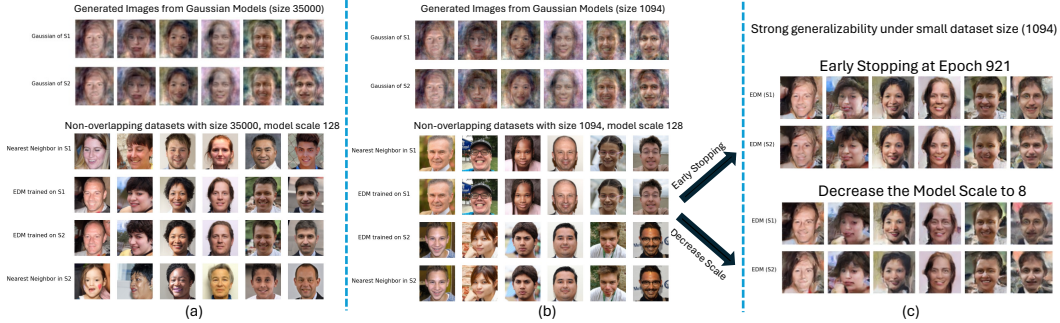 Generated Images from Gaussian Models (size 35000)
Gaussian of S1
Gaussian of S2
Non-overlapping datasets with size 35000, model scale 128
Nearest Neighbor in S1
EDM trained on S1
EDM trained on S2
Nearest Neighbor in S2
(a)
Generated Images from Gaussian Models (size 1094)
Gaussian of S1
Gaussian of S2
Non-overlapping datasets with size 1094, model scale 128
Nearest Neighbor in S1
EDM trained on S1
EDM trained on S2
Nearest Neighbor in S2
(b)
Early Stopping
Decrease Scale
Strong generalizability under small dataset size (1094)
Early Stopping at Epoch 921
EDM (S1)
EDM (S2)
Decrease the Model Scale to 8
EDM (S1)
EDM (S2)
(c)